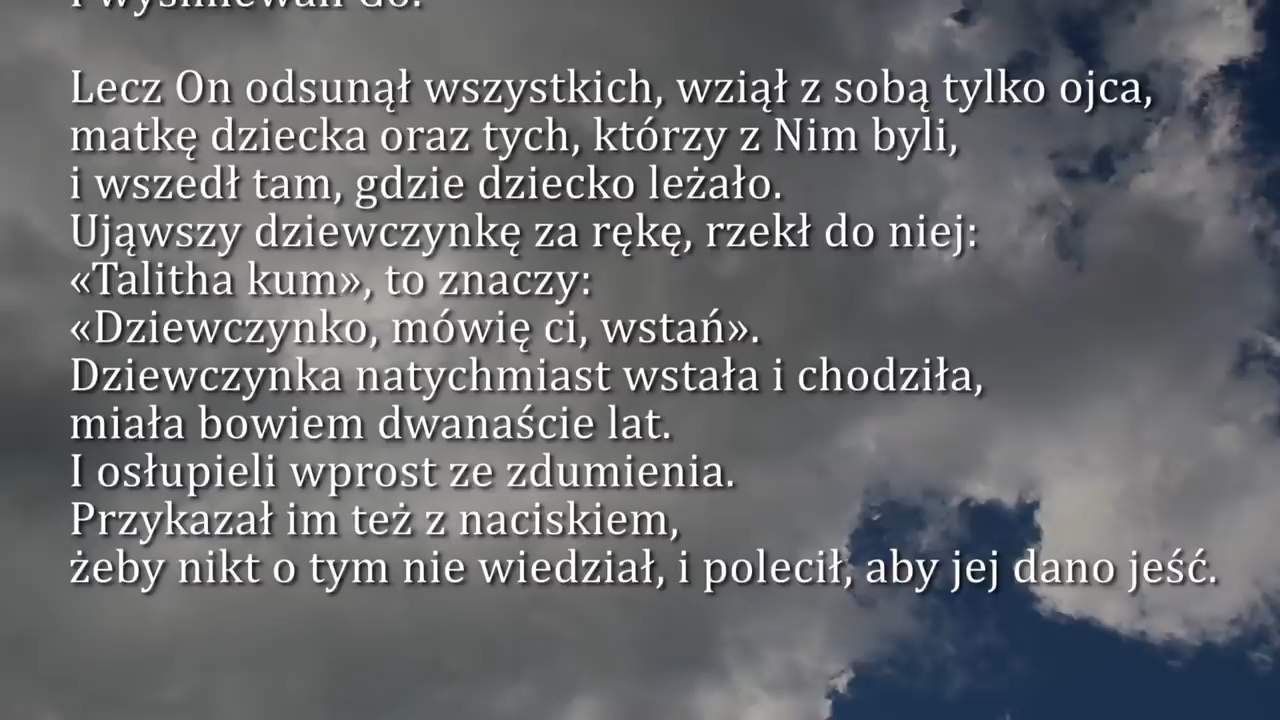 I wyśmiewali Go.
Lecz On odsunął wszystkich, wziął z sobą tylko ojca,
matkę dziecka oraz tych, którzy z Nim byli,
i wszedł tam, gdzie dziecko leżało.
Ująwszy dziewczynkę za rękę, rzekł do niej:
«Talitha kum», to znaczy:
«Dziewczynko, mówię ci, wstań».
Dziewczynka natychmiast wstała i chodziła,
miała bowiem dwanaście lat.
I osłupieli wprost ze zdumienia.
Przykazał im też z naciskiem,
żeby nikt o tym nie wiedział, i polecił, aby jej dano jeść.